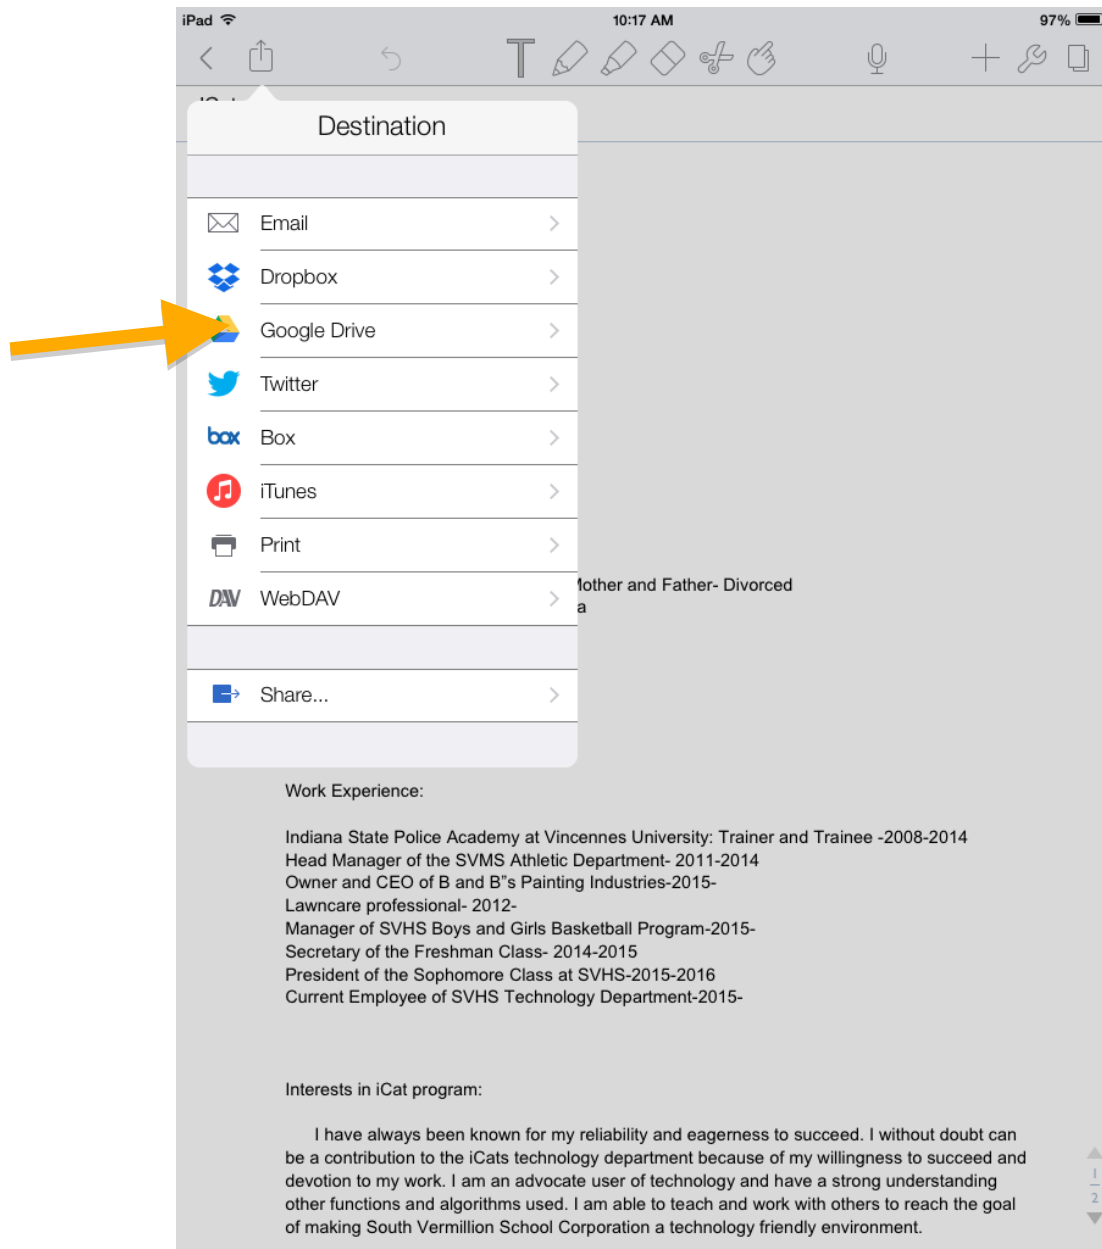 iPad 10:17 AM 97%
T
Destination
Email
Dropbox
Google Drive
Twitter
box Box
iTunes
Print
DAV WebDAV
Mother and Father- Divorced
a
Share...
Work Experience:
Indiana State Police Academy at Vincennes University: Trainer and Trainee -2008-2014
Head Manager of the SVMS Athletic Department- 2011-2014
Owner and CEO of B and B"s Painting Industries-2015-
Lawncare professional- 2012-
Manager of SVHS Boys and Girls Basketball Program-2015-
Secretary of the Freshman Class- 2014-2015
President of the Sophomore Class at SVHS-2015-2016
Current Employee of SVHS Technology Department-2015-
Interests in iCat program:
I have always been known for my reliability and eagerness to succeed. I without doubt can
be a contribution to the iCats technology department because of my willingness to succeed and
devotion to my work. I am an advocate user of technology and have a strong understanding
other functions and algorithms used. I am able to teach and work with others to reach the goal
of making South Vermillion School Corporation a technology friendly environment.
1
2